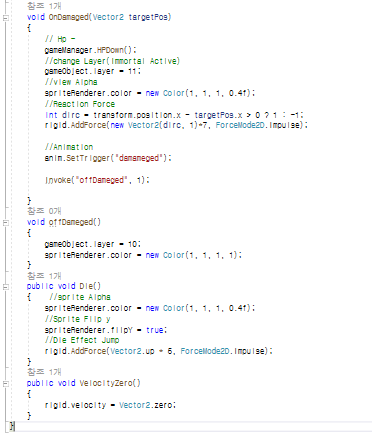 참조 1개
void OnDamaged(Vector2 targetPos)
{
// Hp -
gameManager.HPDown();
//change Layer(Immortal Active)
gameObject.layer = 11;
//view Alpha
spriteRenderer.color = new Color(1, 1, 1, 0.4f);
//Reaction Force
int dirc = transform.position.x - targetPos.x > 0 ? 1 : -1;
rigid.AddForce(new Vector2(dirc, 1)*7, ForceMode2D.Impulse);
//Animation
anim.SetTrigger("damameged");
Invoke("offDameged", 1);
}
참조 0개
void offDameged()
{
gameObject.layer = 10;
spriteRenderer.color = new Color(1, 1, 1, 1);
}
참조 1개
public void Die()
{ //sprite Alpha
spriteRenderer.color = new Color(1, 1, 1, 0.4f);
//Sprite Flip y
spriteRenderer.flipY = true;
//Die Effect Jump
rigid.AddForce(Vector2.up * 5, ForceMode2D.Impulse);
}
참조 1개
public void VelocityZero()
{
rigid.velocity = Vector2.zero;
}
}